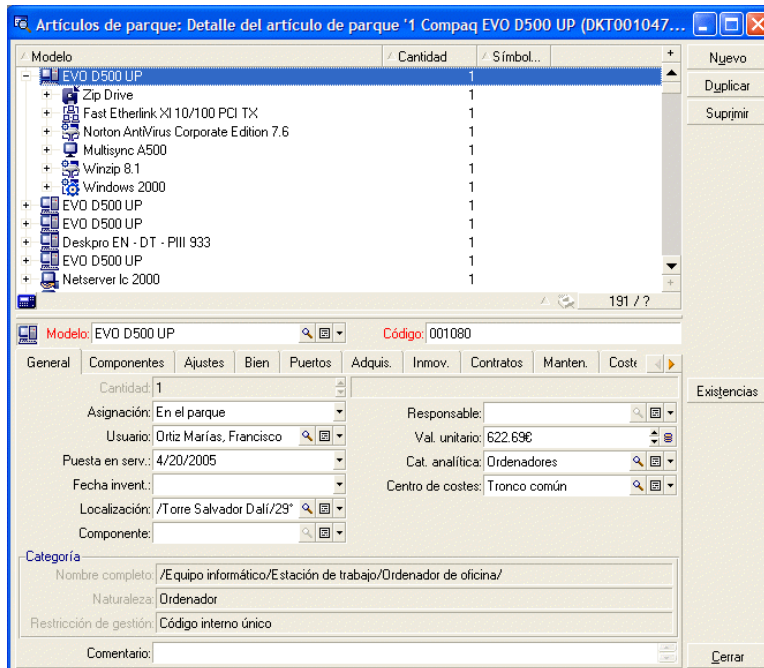 Artículos de parque: Detalle del artículo de parque '1 Compaq EVO D500 UP (DKT001047...
Modelo Cantidad Símbol... +
Nuevo
EVO D500 UP 1
Duplicar
Zip Drive 1
Fast Etherlink XI 10/100 PCI TX 1
Suprimir
Norton AntiVirus Corporate Edition 7.6 1
Multisync A500 1
Winzip 8.1 1
Windows 2000 1
EVO D500 UP 1
EVO D500 UP 1
Deskpro EN - DT - PIII 933 1
EVO D500 UP 1
Netserver lc 2000 1
191 / ?
Modelo: EVO D500 UP Código: 001080
General Componentes Ajustes Bien Puertos Adquis. Inmov. Contratos Manten. Coste
Cantidad: 1
Existencias
Asignación: En el parque Responsable:
Usuario: Ortiz Marías, Francisco Val. unitario: 622.69€
Puesta en serv.: 4/20/2005 Cat. analítica: Ordenadores
Fecha invent.: Centro de costes: Tronco común
Localización: /Torre Salvador Dalí/29°
Componente:
Categoría
Nombre completo: /Equipo informático/Estación de trabajo/Ordenador de oficina/
Naturaleza: Ordenador
Restricción de gestión: Código interno único
Comentario:
Cerrar